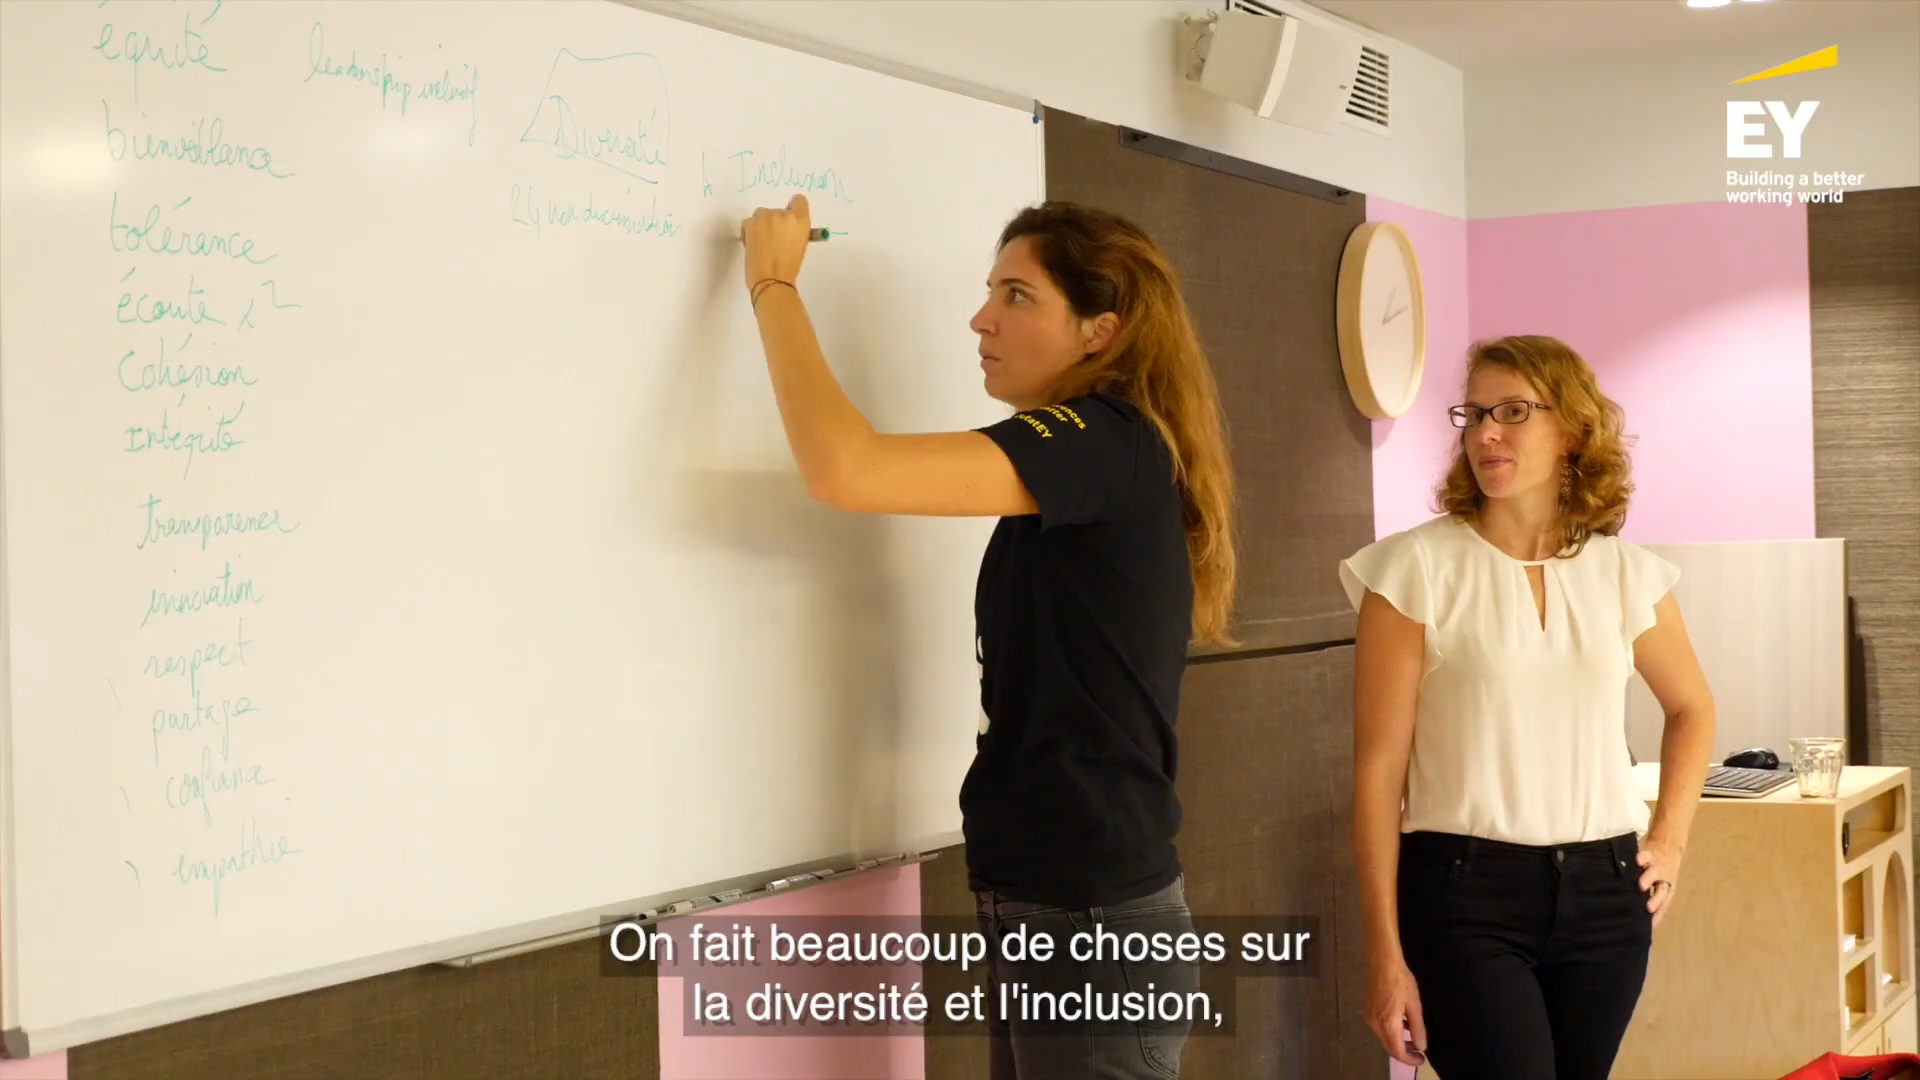 équité
bienveillance
tolérance
écoute x 2
Cohésion
Intégrité
transparence
innovation
respect
partage
confiance
empathie
leadership inclusif
Diversité
24 non discrimination
Inclusion
EY
Building a better
working world
On fait beaucoup de choses sur
la diversité et l'inclusion,